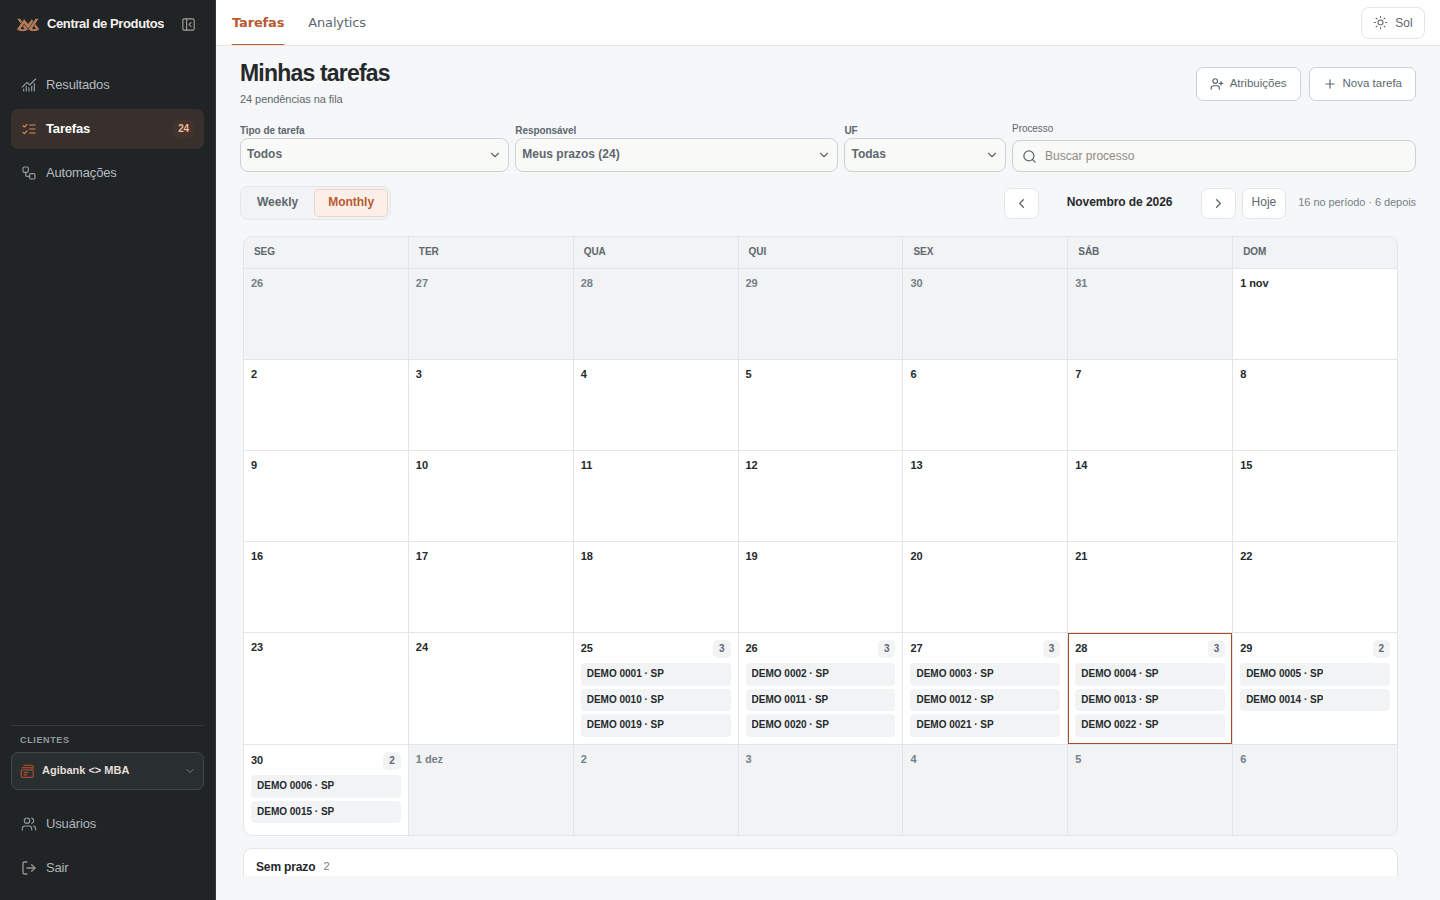 Central de Produtos
Resultados
Tarefas 24
Automações
CLIENTES
Agibank <> MBA
Usuários
Sair
Tarefas Analytics Sol
Minhas tarefas
24 pendências na fila
Atribuições Nova tarefa
Tipo de tarefa Responsável UF Processo
Todos Meus prazos (24) Todas Buscar processo
Weekly Monthly Novembro de 2026 Hoje 16 no período · 6 depois
SEG TER QUA QUI SEX SÁB DOM
26 27 28 29 30 31 1 nov
2 3 4 5 6 7 8
9 10 11 12 13 14 15
16 17 18 19 20 21 22
23 24 25 3 26 3 27 3 28 3 29 2
DEMO 0001 · SP DEMO 0002 · SP DEMO 0003 · SP DEMO 0004 · SP DEMO 0005 · SP
DEMO 0010 · SP DEMO 0011 · SP DEMO 0012 · SP DEMO 0013 · SP DEMO 0014 · SP
DEMO 0019 · SP DEMO 0020 · SP DEMO 0021 · SP DEMO 0022 · SP
30 2 1 dez 2 3 4 5 6
DEMO 0006 · SP
DEMO 0015 · SP
Sem prazo 2